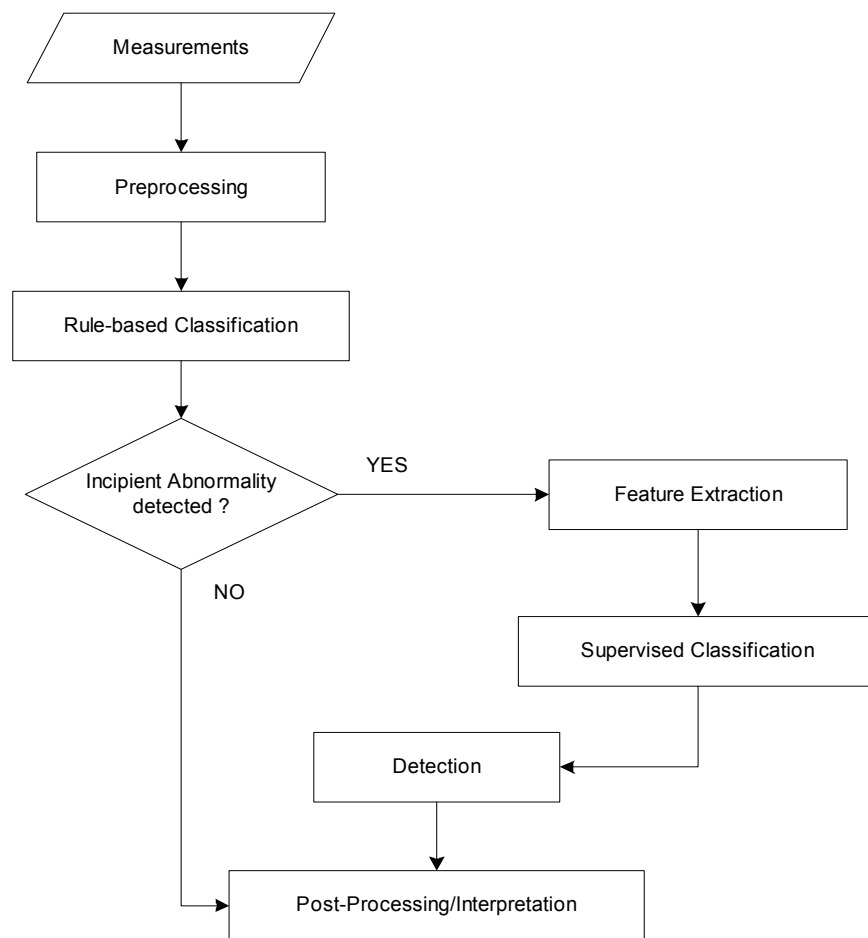 Measurements
Preprocessing
Rule-based Classification
Incipient Abnormality
detected ?
YES
NO
Feature Extraction
Supervised Classification
Detection
Post-Processing/Interpretation